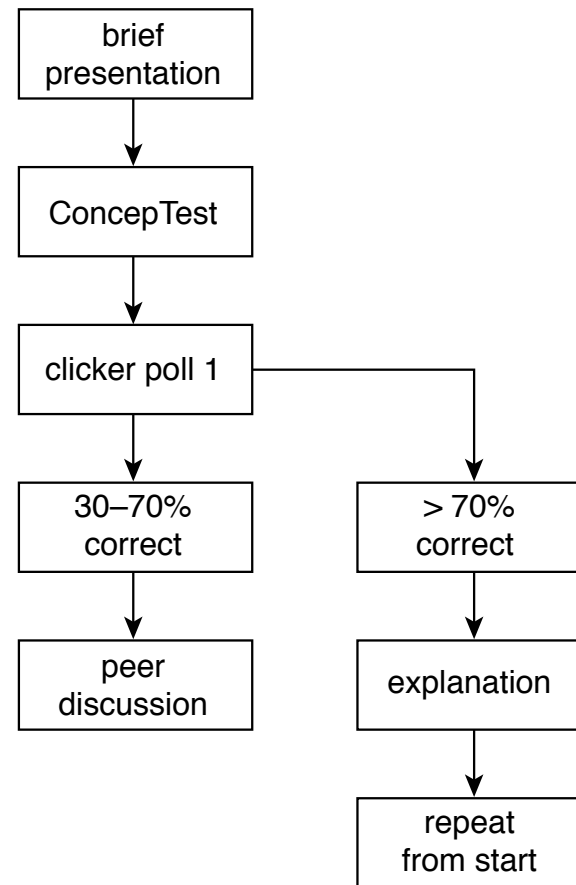 brief
presentation
ConcepTest
clicker poll 1
30–70%
correct
> 70%
correct
peer
discussion
explanation
repeat
from start